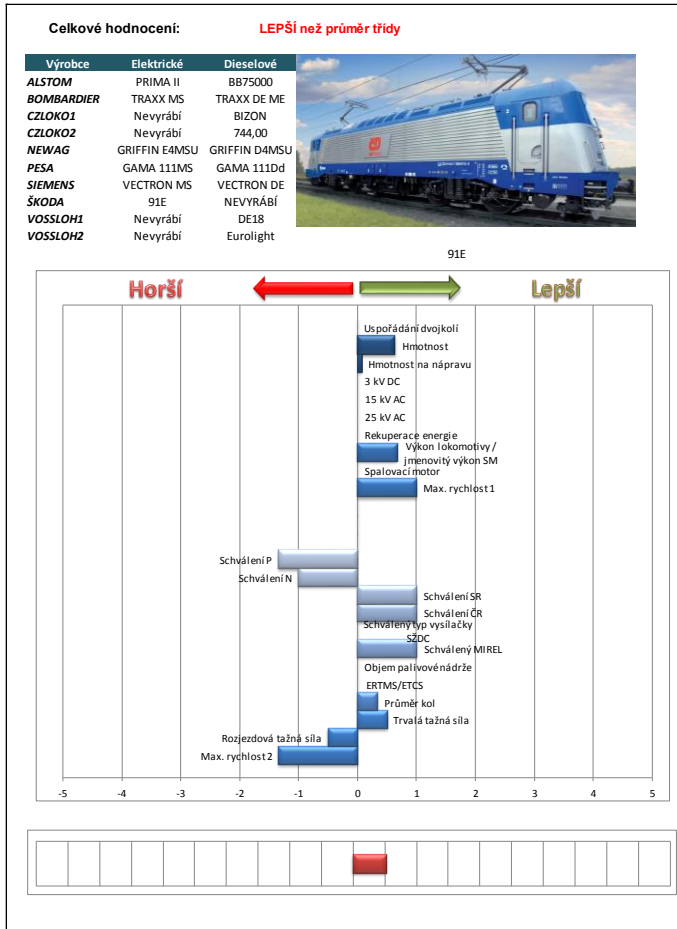 Celkové hodnocení: LEPŠÍ než průměr třídy
Výrobce Elektrické Dieselové
ALSTOM PRIMA II BB75000
BOMBARDIER TRAXX MS TRAXX DE ME
CZLOKO1 Nevyrábí BIZON
CZLOKO2 Nevyrábí 744,00
NEWAG GRIFFIN E4MSU GRIFFIN D4MSU
PESA GAMA 111MS GAMA 111Dd
SIEMENS VECTRON MS VECTRON DE
ŠKODA 91E NEVYRÁBÍ
VOSSLOH1 Nevyrábí DE18
VOSSLOH2 Nevyrábí Eurolight
91E
Horší Lepší
Uspořádání dvojkolí
Hmotnost
Hmotnost na nápravu
3 kV DC
15 kV AC
25 kV AC
Rekuperace energie
Výkon lokomotivy /
jmenovitý výkon SM
Spalovací motor
Max. rychlost 1
Schválení P
Schválení N
Schválení SR
Schválení ČR
Schválený typ vysílačky
SŽDC
Schválený MIREL
Objem palivové nádrže
ERTMS/ETCS
Průměr kol
Trvalá tažná síla
Rozjezdová tažná síla
Max. rychlost 2
-5 -4 -3 -2 -1 0 1 2 3 4 5